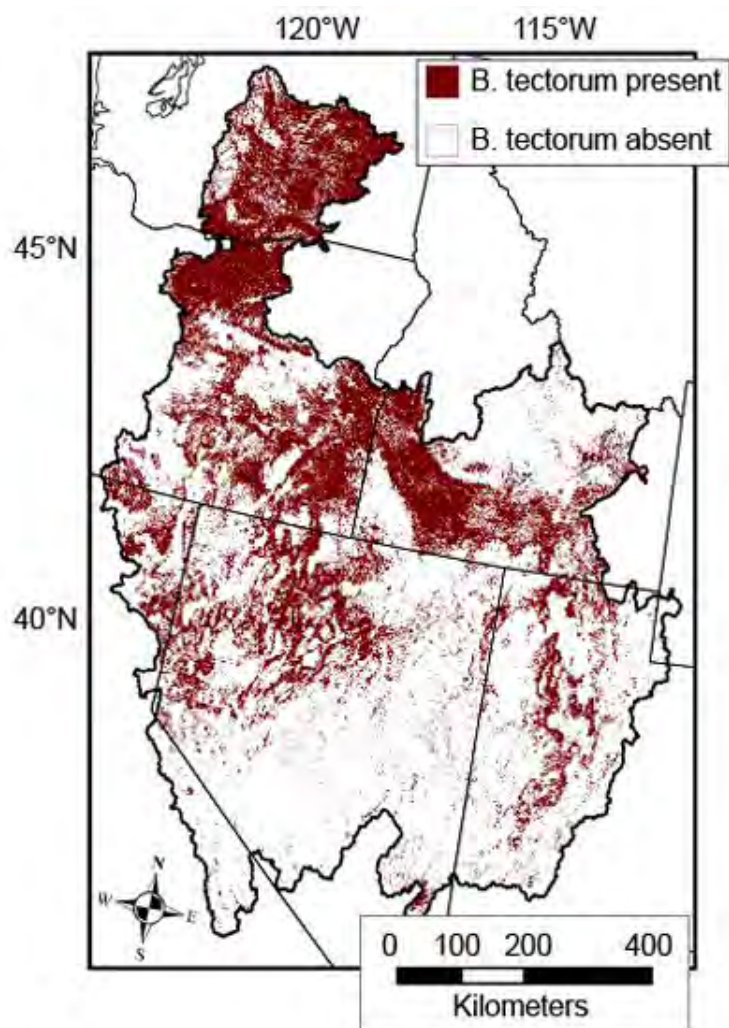 120°W 115°W
B. tectorum present
B. tectorum absent
45°N
40°N
N
W E
S
0 100 200 400
Kilometers